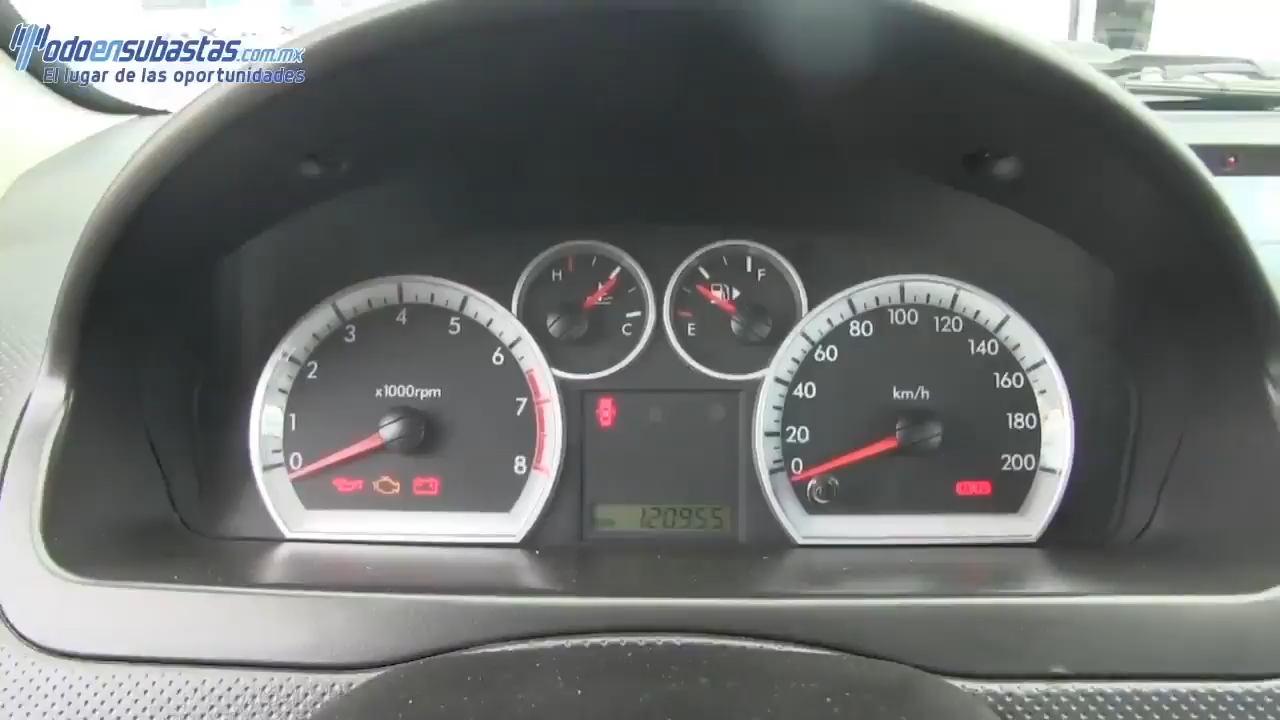 Todoensubastas.com.mx
El lugar de las oportunidades
H
C
F
E
0
1
2
3
4
5
6
7
8
x1000rpm
0
20
40
60
80
100
120
140
160
180
200
km/h
120955